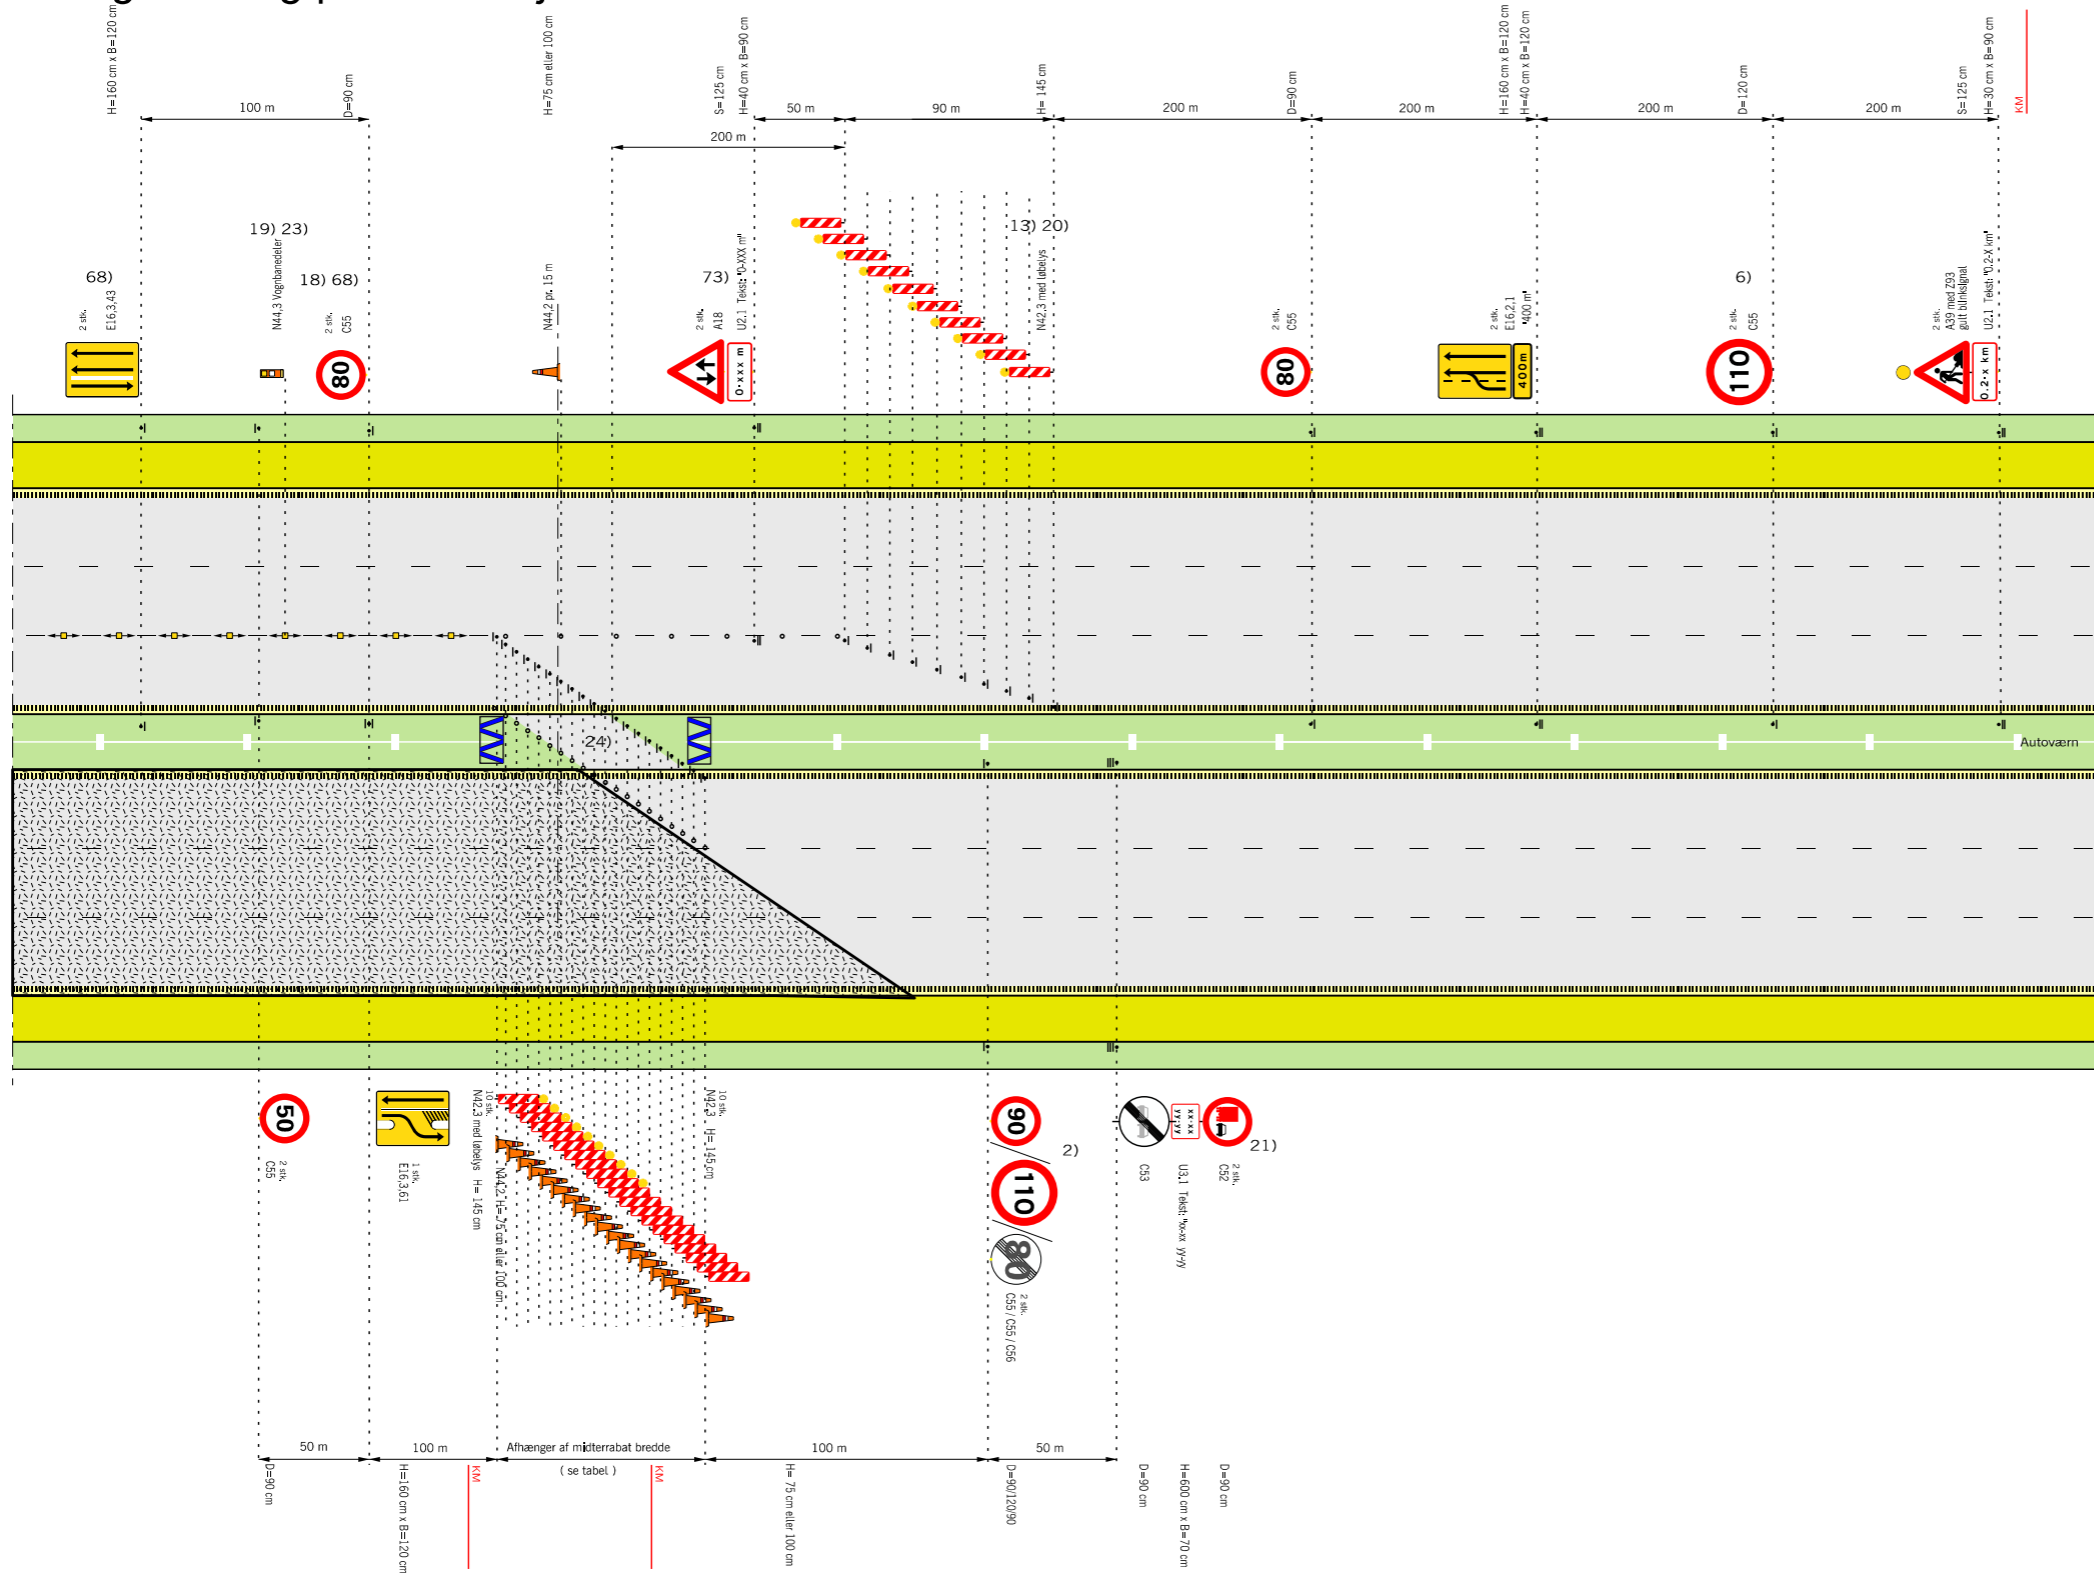 H=160 cm x B=120 cm
D=90 cm
H=75 cm eller 100 cm
S=125 cm
H=40 cm x B=90 cm
H= 145 cm
D=90 cm
H=160 cm x B=120 cm
H=40 cm x B=120 cm
D=120 cm
S=125 cm
H=30 cm x B=90 cm
KM
100 m
50 m
90 m
200 m
200 m
200 m
200 m
200 m
68)
2 stk.
E16,3,43
19) 23)
N44,3 Vognbanedeler
18) 68)
2 stk.
C55
80
N44,2 pr. 15 m
73)
2 stk.
A18
U2,1 Tekst: "0-XXX m"
0-xxx m
13) 20)
N42,3 med løbelys
2 stk.
C55
80
2 stk.
E16,2,1
"400 m"
400m
6)
2 stk.
C55
110
2 stk.
A39 med Z93
gult blinksignal
U2,1 Tekst: "0,2-X km"
0.2-x km
24)
Autoværn
50
2 stk.
C55
1 stk.
E16,3,61
10 stk.
N42,3 med løbelys H= 145 cm
N44,2 H= 75 cm eller 100 cm
10 stk.
N42,3 H= 145 cm
90
110
80
2)
2 stk.
C55 / C55 / C56
C53
xx-xx
yy-yy
U3,1 Tekst: "xx-xx yy-yy
2 stk.
C52
21)
50 m
100 m
Afhænger af midterrabat bredde
( se tabel )
100 m
50 m
D=90 cm
H=160 cm x B=120 cm
KM
KM
H= 75 cm eller 100 cm
D=90/120/90
D=90 cm
H=600 cm x B=70 cm
D=90 cm